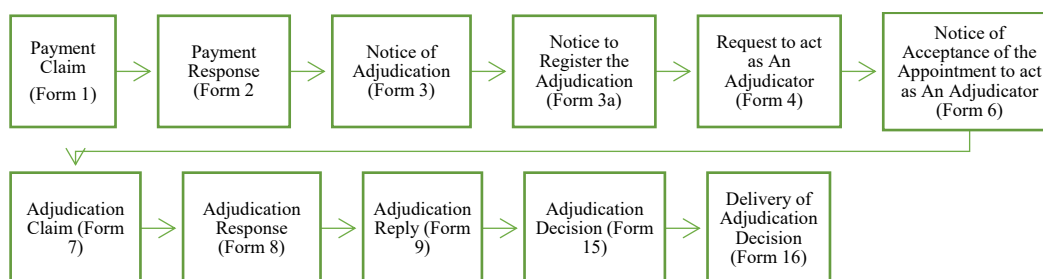 Payment
Claim
(Form 1)
Payment
Response
(Form 2
Notice of
Adjudication
(Form 3)
Notice to
Register the
Adjudication
(Form 3a)
Request to act
as An
Adjudicator
(Form 4)
Notice of
Acceptance of the
Appointment to act
as An Adjudicator
(Form 6)
Adjudication
Claim (Form
7)
Adjudication
Response
(Form 8)
Adjudication
Reply (Form
9)
Adjudication
Decision (Form
15)
Delivery of
Adjudication
Decision
(Form 16)